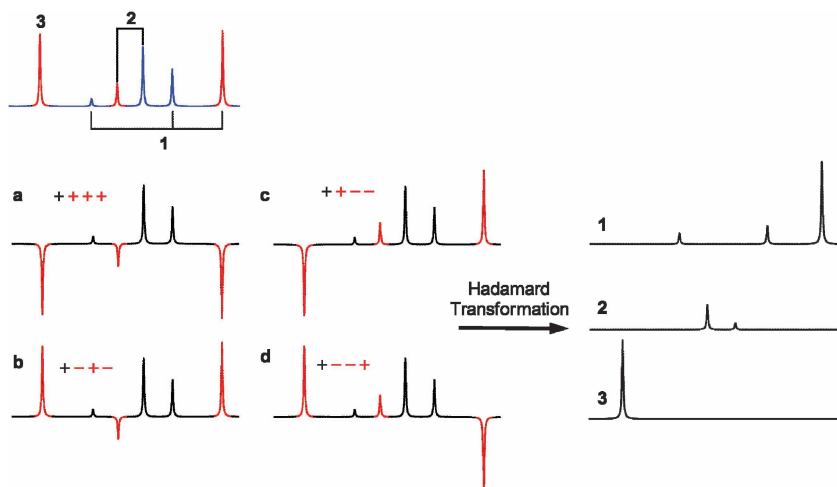 3 2
1
a + + + +
c + + − −
1
Hadamard
Transformation
2
b + − + −
d + − − +
3